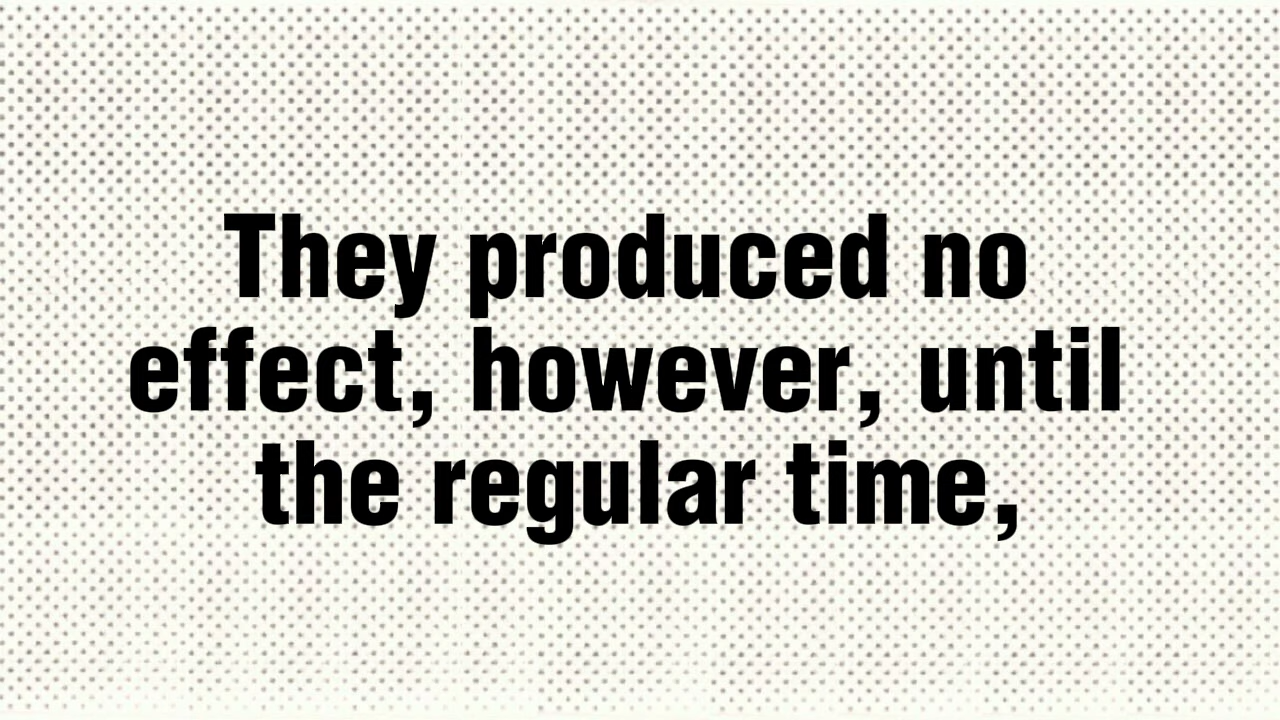 They produced no
effect, however, until
the regular time,